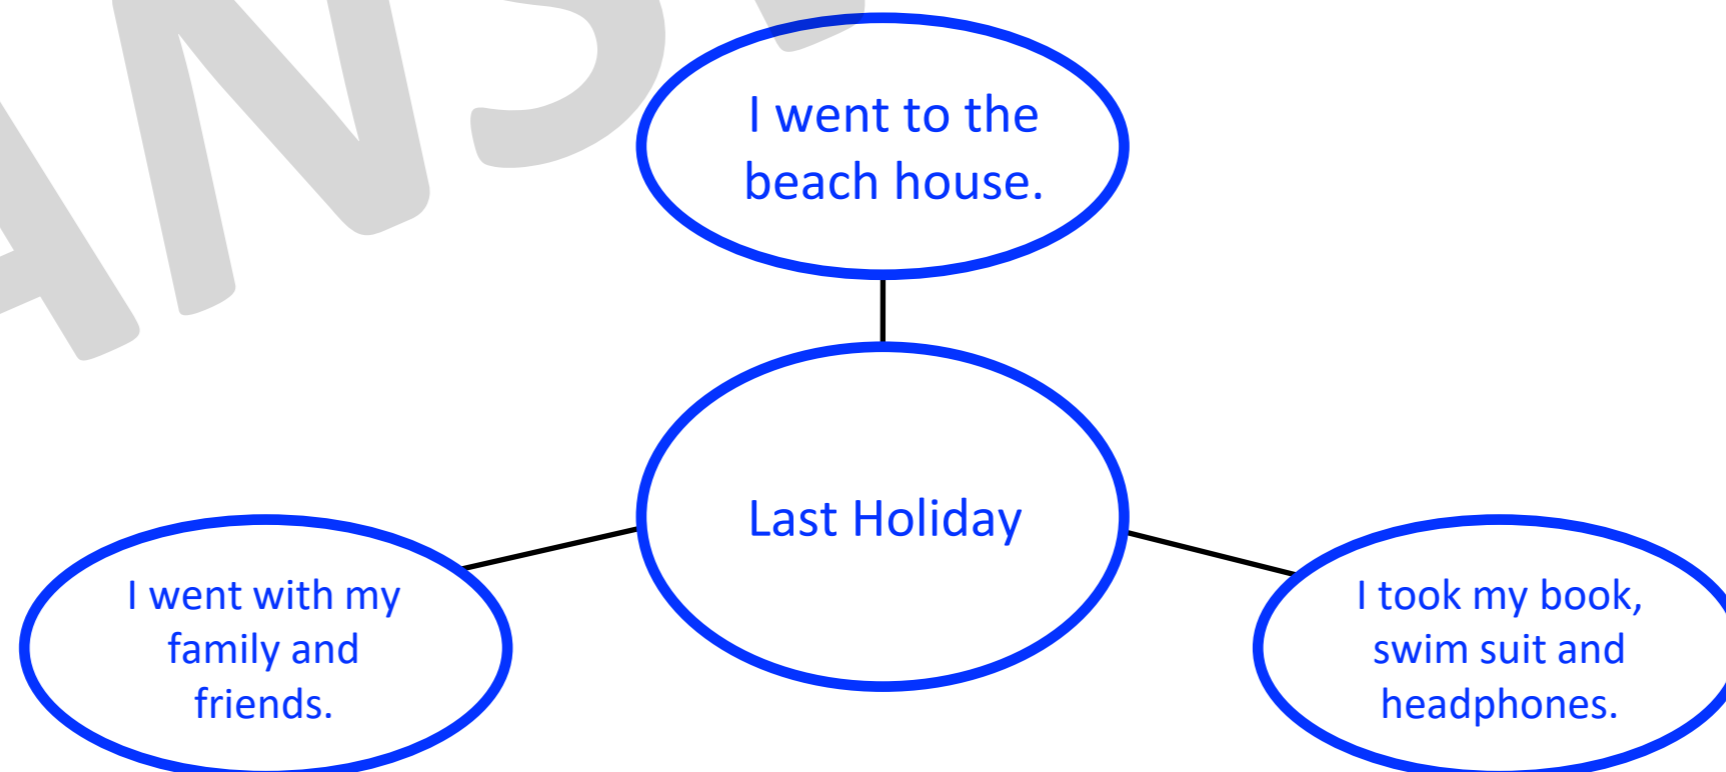 I went to the
beach house.
Last Holiday
I went with my
family and
friends.
I took my book,
swim suit and
headphones.